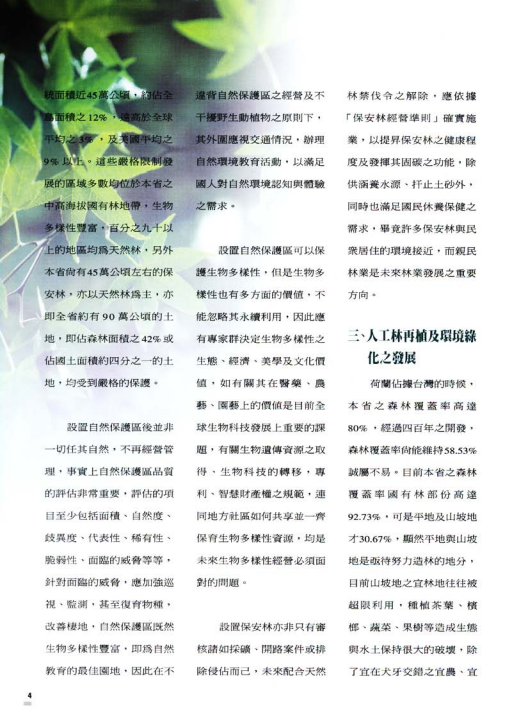 統面積近45萬公頃，約佔全
島面積之12%，遠高於全球
平均之3%，及美國平均之
9%以上。這些嚴格限制發
展的區域多數均位於本省之
中高海拔國有林地帶，生物
多樣性豐富，百分之九十以
上的地區均為天然林，另外
本省尚有45萬公頃左右的保
安林，亦以天然林為主，亦
即全省約有90萬公頃的土
地，即佔森林面積之42%或
佔國土面積約四分之一的土
地，均受到嚴格的保護。
設置自然保護區後並非
一切任其自然，不再經營管
理，事實上自然保護區品質
的評估非常重要，評估的項
目至少包括面積、自然度、
歧異度、代表性、稀有性、
脆弱性、面臨的威脅等等，
針對面臨的威脅，應加強巡
視、監測，甚至復育物種，
改善棲地，自然保護區既然
生物多樣性豐富，即為自然
教育的最佳園地，因此在不
違背自然保護區之經營及不
干擾野生動植物之原則下，
其外圍應視交通情況，辦理
自然環境教育活動，以滿足
國人對自然環境認知與體驗
之需求。
設置自然保護區可以保
護生物多樣性，但是生物多
樣性也有多方面的價值，不
能忽略其永續利用，因此應
有專家群決定生物多樣性之
生態、經濟、美學及文化價
值，如有關其在醫藥、農
藝、園藝上的價值是目前全
球生物科技發展上重要的課
題，有關生物遺傳資源之取
得、生物科技的轉移，專
利、智慧財產權之規範，連
同地方社區如何共享並一齊
保育生物多樣性資源，均是
未來生物多樣性經營必須面
對的問題。
設置保安林亦非只有審
核諸如採礦、開路案件或排
除侵佔而已，未來配合天然
林禁伐令之解除，應依據
「保安林經營準則」確實施
業，以提昇保安林之健康程
度及發揮其固碳之功能，除
供涵養水源、扞止土砂外，
同時也滿足國民休養保健之
需求，畢竟許多保安林與民
眾居住的環境接近，而親民
林業是未來林業發展之重要
方向。
三、人工林再植及環境綠
化之發展
荷蘭佔據台灣的時候，
本省之森林覆蓋率高達
80%，經過四百年之開發，
森林覆蓋率尚能維持58.53%
誠屬不易。目前本省之森林
覆蓋率國有林部份高達
92.73%，可是平地及山坡地
才30.67%，顯然平地與山坡
地是亟待努力造林的地分，
目前山坡地之宜林地往往被
超限利用，種植茶葉、檳
榔、蔬菜、果樹等造成生態
與水土保持很大的破壞，除
了宜在犬牙交錯之宜農、宜
4